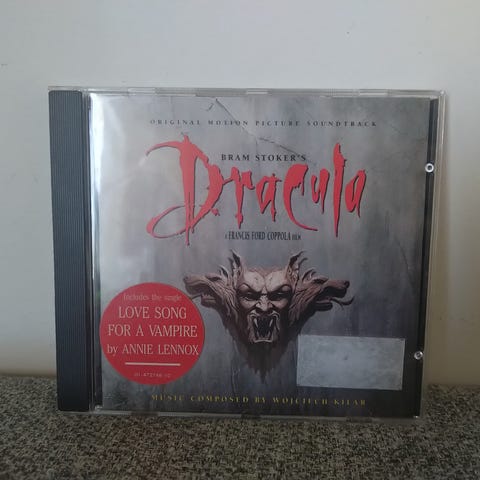 ORIGINAL MOTION PICTURE SOUNDTRACK
BRAM STOKER'S
Dracula
A FRANCIS FORD COPPOLA FILM
Includes the single
LOVE SONG
FOR A VAMPIRE
by ANNIE LENNOX
MUSIC COMPOSED BY WOJCIECH KILAR